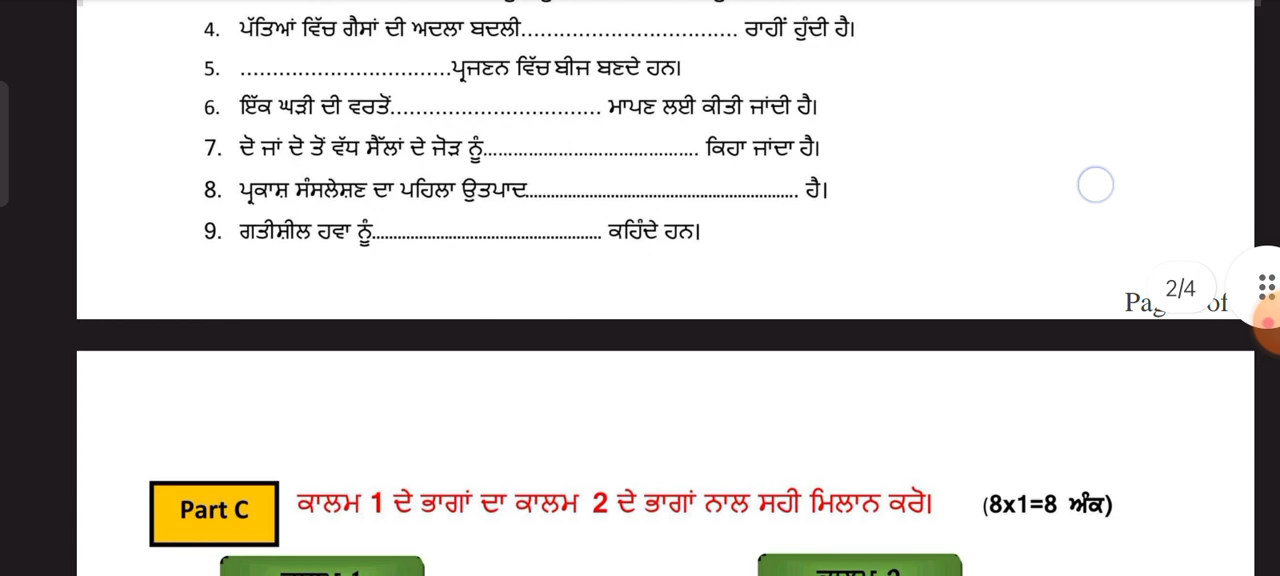 4. ਪੱਤਿਆਂ ਵਿੱਚ ਗੈਸਾਂ ਦੀ ਅਦਲਾ ਬਦਲੀ................................. ਰਾਹੀਂ ਹੁੰਦੀ ਹੈ।
5. ................................ਪ੍ਰਜਣਨ ਵਿੱਚ ਬੀਜ ਬਣਦੇ ਹਨ।
6. ਇੱਕ ਘੜੀ ਦੀ ਵਰਤੋਂ................................ ਮਾਪਣ ਲਈ ਕੀਤੀ ਜਾਂਦੀ ਹੈ।
7. ਦੋ ਜਾਂ ਦੋ ਤੋਂ ਵੱਧ ਸੈੱਲਾਂ ਦੇ ਜੋੜ ਨੂੰ.......................................... ਕਿਹਾ ਜਾਂਦਾ ਹੈ।
8. ਪ੍ਰਕਾਸ਼ ਸੰਸਲੇਸ਼ਣ ਦਾ ਪਹਿਲਾ ਉਤਪਾਦ................................................................ ਹੈ।
9. ਗਤੀਸ਼ੀਲ ਹਵਾ ਨੂੰ...................................................... ਕਹਿੰਦੇ ਹਨ।
2/4
of
Part C ਕਾਲਮ 1 ਦੇ ਭਾਗਾਂ ਦਾ ਕਾਲਮ 2 ਦੇ ਭਾਗਾਂ ਨਾਲ ਸਹੀ ਮਿਲਾਨ ਕਰੋ। (8x1=8 ਅੰਕ)